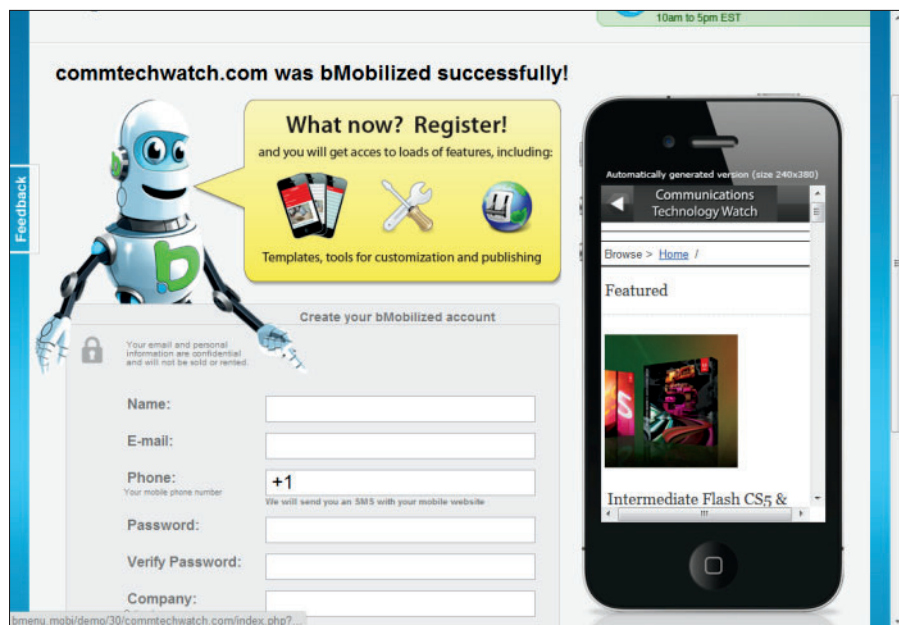 10am to 5pm EST
commtechwatch.com was bMobilized successfully!
What now? Register!
and you will get acces to loads of features, including:
Templates, tools for customization and publishing
Feedback
Create your bMobilized account
Your email and personal
information are confidential
and will not be sold or rented.
Name:
E-mail:
Phone:
Your mobile phone number
+1
We will send you an SMS with your mobile website
Password:
Verify Password:
Company:
bmenu.mobi/demo/30/commtechwatch.com/index.php?...
Automatically generated version (size 240x380)
Communications
Technology Watch
Browse > Home /
Featured
Intermediate Flash CS5 &